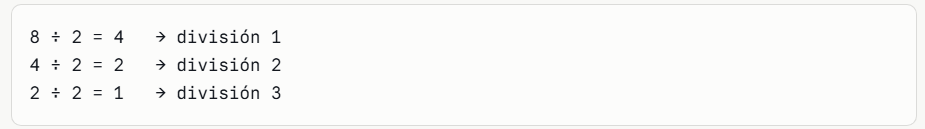 8 ÷ 2 = 4   → división 1
4 ÷ 2 = 2   → división 2
2 ÷ 2 = 1   → división 3